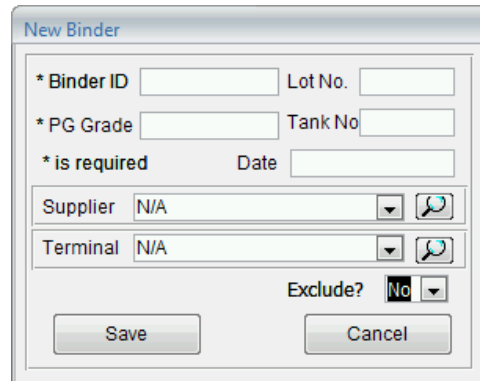 New Binder
* Binder ID Lot No.
* PG Grade Tank No
* is required Date
Supplier N/A
Terminal N/A
Exclude? No
Save Cancel